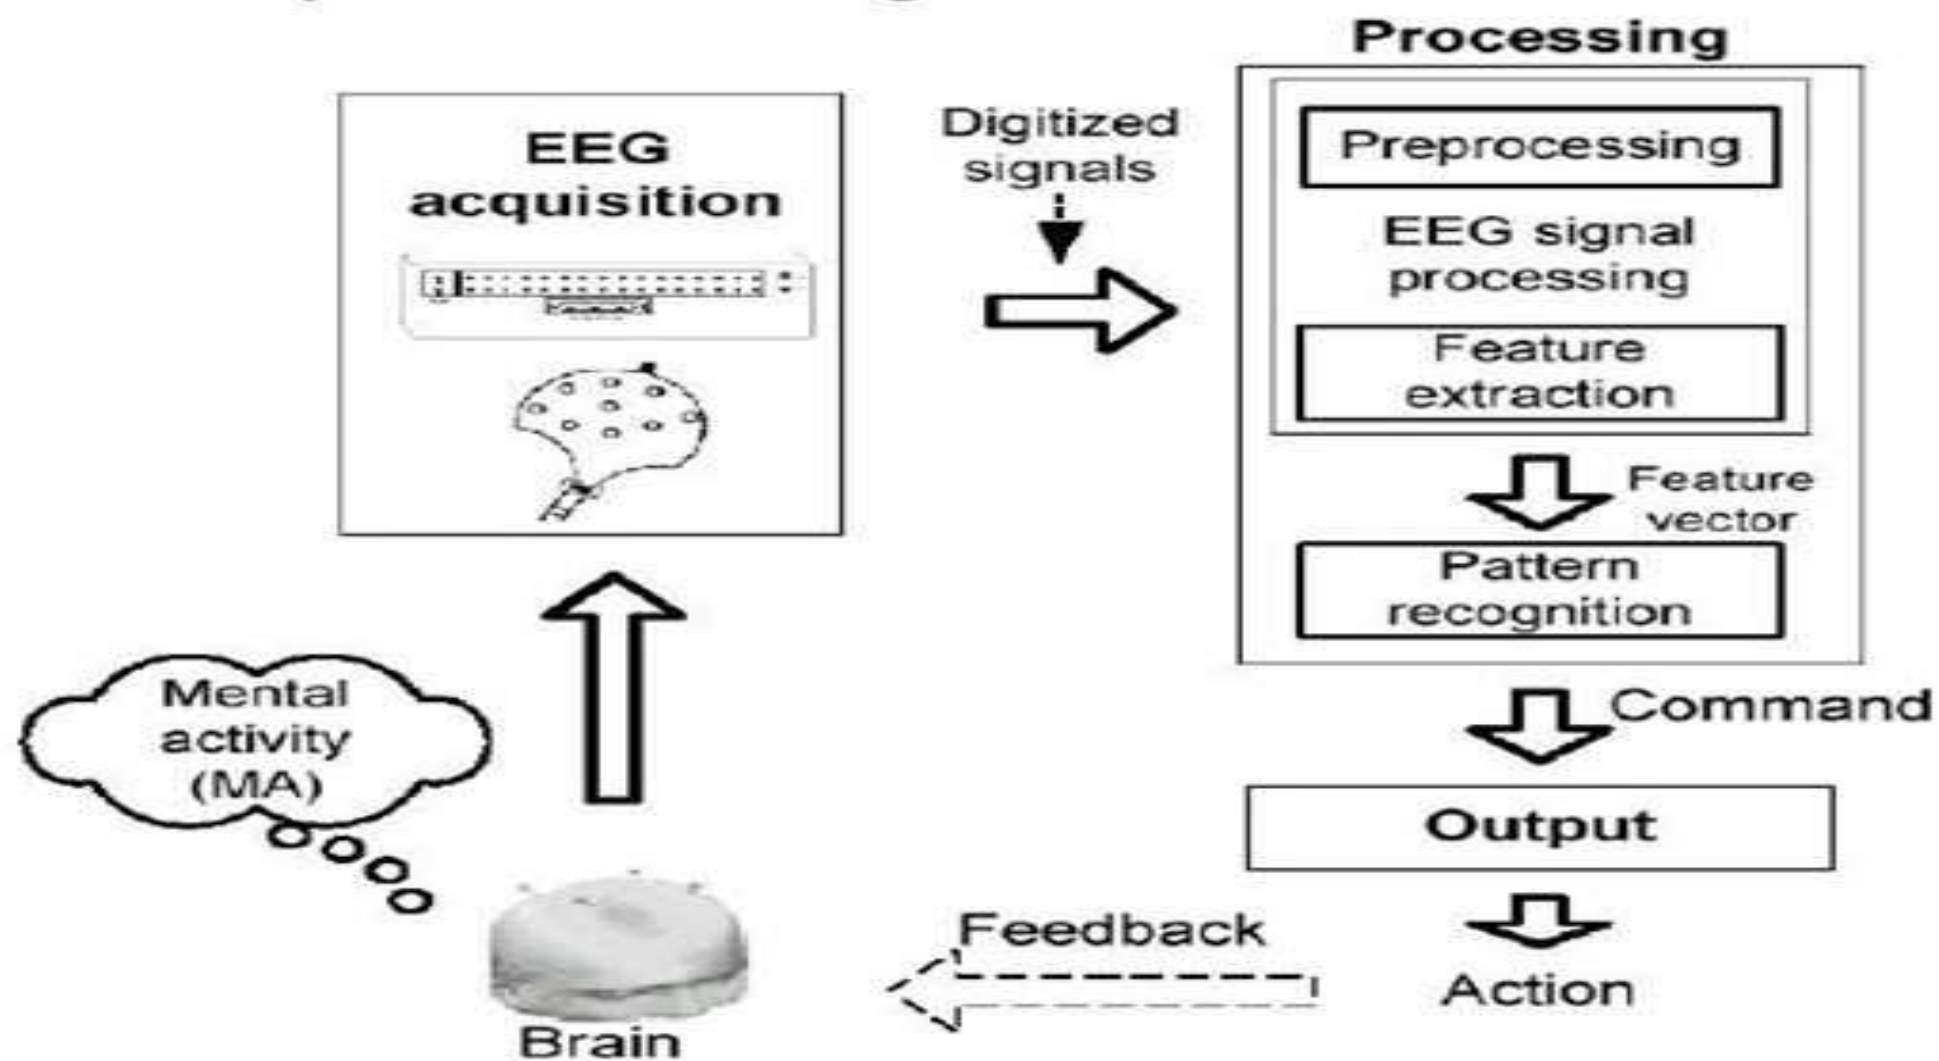 Processing
EEG
acquisition
Digitized
signals
Preprocessing
EEG signal
processing
Feature
extraction
Feature
vector
Pattern
recognition
Command
Output
Action
Feedback
Mental
activity
(MA)
Brain